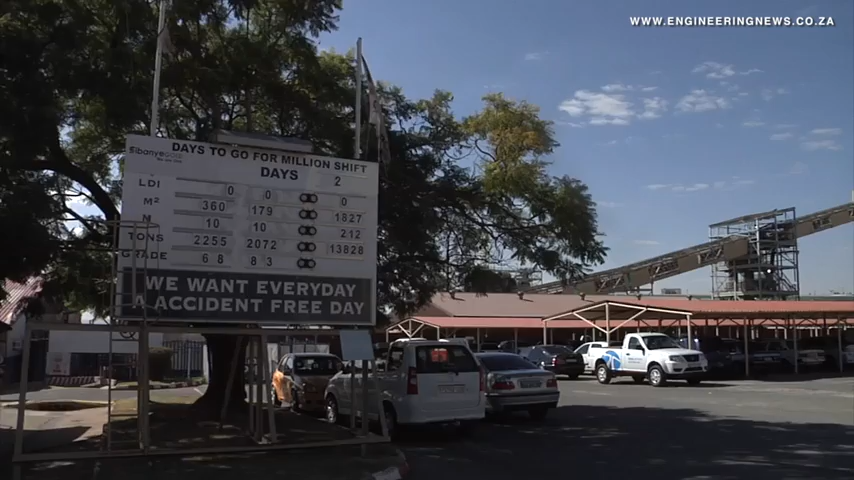 WWW.ENGINEERINGNEWS.CO.ZA
Sibanye GOLD
DAYS TO GO FOR MILLION SHIFT
DAYS 2
LDI 0 0 0
M² 360 179 1827
M 10 10 212
TONS 2255 2072 13828
GRADE 6 8 8 3
WE WANT EVERYDAY
A ACCIDENT FREE DAY